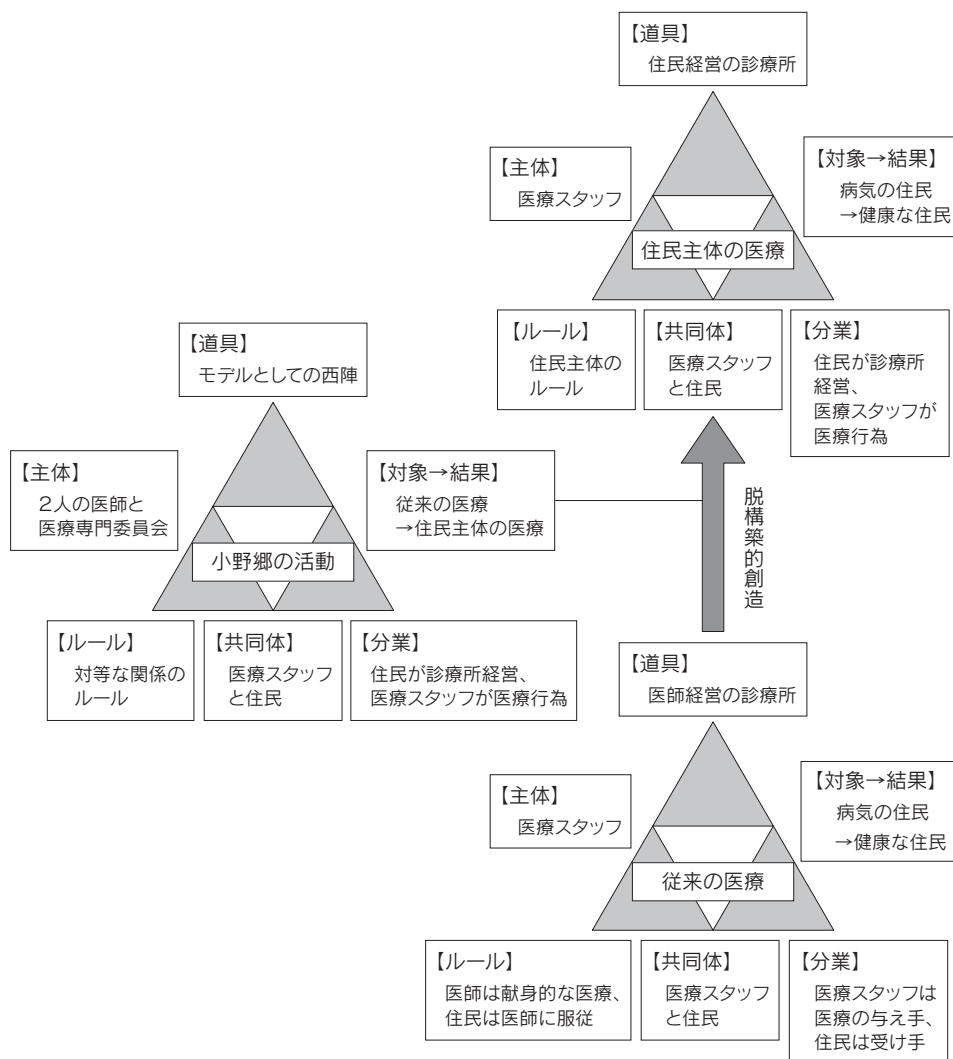 【道具】
住民経営の診療所
【主体】
医療スタッフ
【対象→結果】
病気の住民
→健康な住民
住民主体の医療
【ルール】
住民主体の
ルール
【共同体】
医療スタッフ
と住民
【分業】
住民が診療所
経営、
医療スタッフが
医療行為
【道具】
モデルとしての西陣
【主体】
2人の医師と
医療専門委員会
【対象→結果】
従来の医療
→住民主体の医療
小野郷の活動
【ルール】
対等な関係の
ルール
【共同体】
医療スタッフ
と住民
【分業】
住民が診療所経営、
医療スタッフが医療行為
脱構築的創造
【道具】
医師経営の診療所
【主体】
医療スタッフ
【対象→結果】
病気の住民
→健康な住民
従来の医療
【ルール】
医師は献身的な医療、
住民は医師に服従
【共同体】
医療スタッフ
と住民
【分業】
医療スタッフは
医療の与え手、
住民は受け手